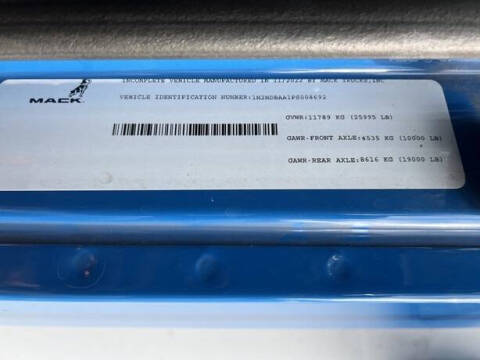 INCOMPLETE VEHICLE MANUFACTURED IN 11/2022 BY MACK TRUCKS, INC
MACK
VEHICLE IDENTIFICATION NUMBER:1M2MDBAA1PS008692
GVWR:11789 KG (25995 LB)
GAWR-FRONT AXLE:4535 KG (10000 LB)
GAWR-REAR AXLE:8616 KG (19000 LB)